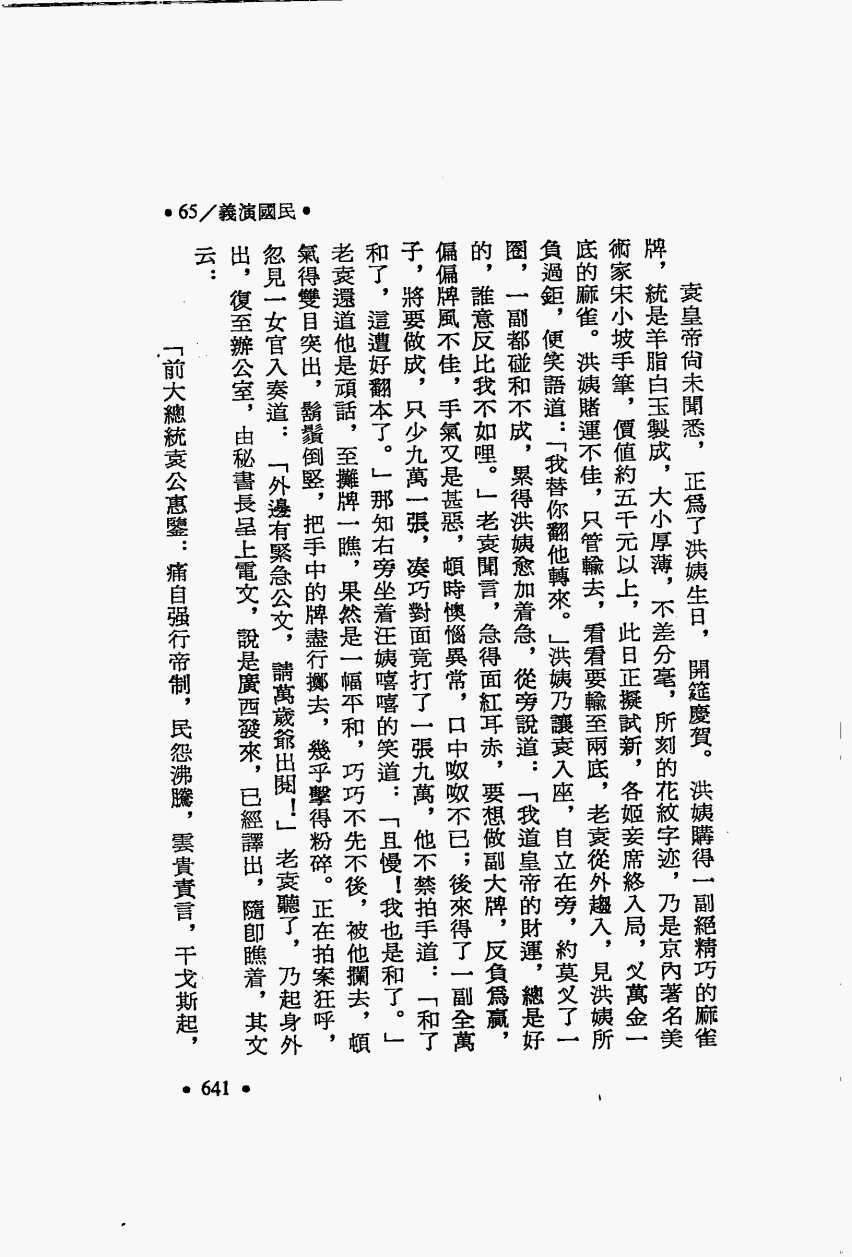 •65／義演國民•
袁皇帝尙未聞悉，正爲了洪姨生日，開筵慶賀。洪姨購得一副絕精巧的麻雀
牌，統是羊脂白玉製成，大小厚薄，不差分毫，所刻的花紋字迹，乃是京內著名美
術家宋小坡手筆，價值約五千元以上，此日正擬試新，各姬妾席終入局，㕛萬金一
底的麻雀。洪姨賭運不佳，只管輸去，看看要輸至兩底，老袁從外趨入，見洪姨所
負過鉅，便笑語道：「我替你翻他轉來。」洪姨乃讓袁入座，自立在旁，約莫㕛了一
圈，一副都碰和不成，累得洪姨愈加着急，從旁說道：「我道皇帝的財運，總是好
的，誰意反比我不如哩。」老袁聞言，急得面紅耳赤，要想做副大牌，反負爲贏，
偏偏牌風不佳，手氣又是甚惡，頓時懊惱異常，口中呶呶不已；後來得了一副全萬
子，將要做成，只少九萬一張，凑巧對面竟打了一張九萬，他不禁拍手道：「和了
和了，這遭好翻本了。」那知右旁坐着汪姨嘻嘻的笑道：「且慢！我也是和了。」
老袁還道他是頑話，至攤牌一瞧，果然是一幅平和，巧巧不先不後，被他攔去，頓
氣得雙目突出，鬍鬚倒竪，把手中的牌盡行擲去，幾乎擊得粉碎。正在拍案狂呼，
忽見一女官入奏道：「外邊有緊急公文，請萬歲爺出閱！」老袁聽了，乃起身外
出，復至辦公室，由秘書長呈上電文，說是廣西發來，已經譯出，隨卽瞧着，其文
云：
「前大總統袁公惠鑒：痛自强行帝制，民怨沸騰，雲貴責言，干戈斯起，
•641•